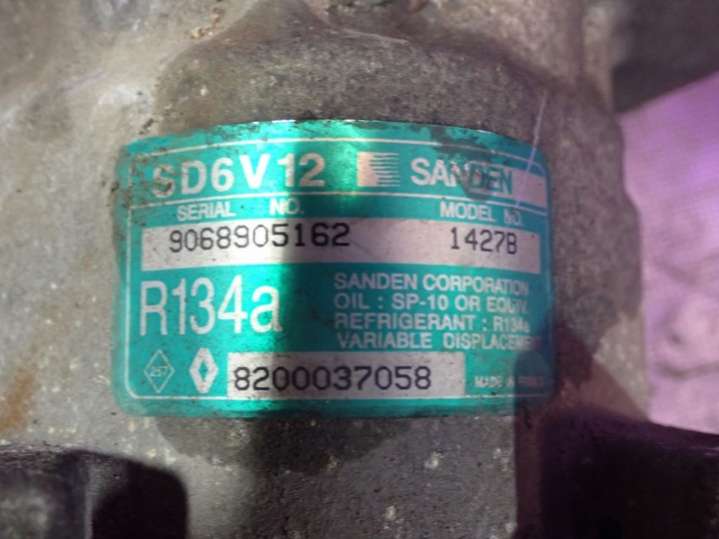 SD6V12 SANDEN
SERIAL NO. MODEL NO.
9068905162 1427B
R134a
SANDEN CORPORATION
OIL : SP-10 OR EQUIV.
REFRIGERANT : R134a
VARIABLE DISPLACEMENT
257
8200037058
MADE IN FRANCE